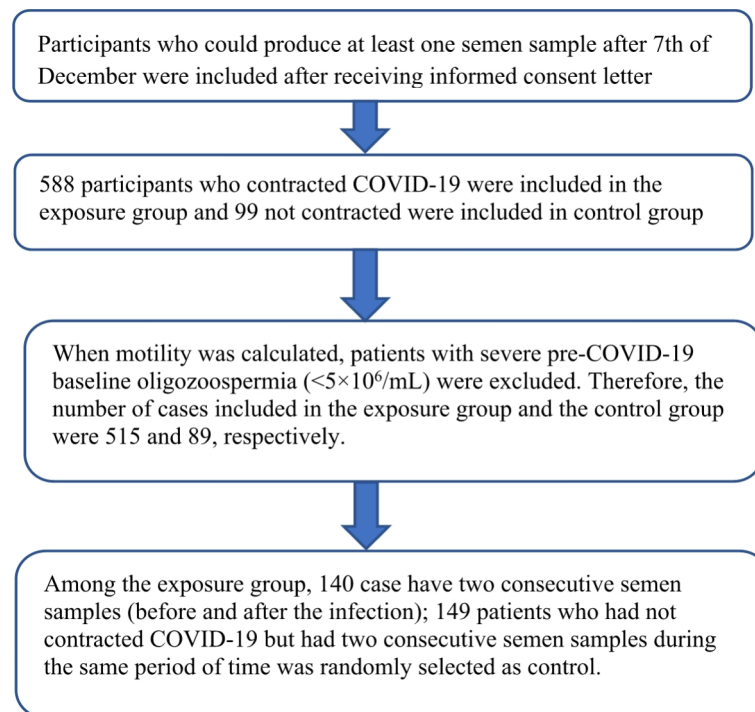 Participants who could produce at least one semen sample after 7th of
December were included after receiving informed consent letter
588 participants who contracted COVID-19 were included in the
exposure group and 99 not contracted were included in control group
When motility was calculated, patients with severe pre-COVID-19
baseline oligozoospermia (<5×10⁶/mL) were excluded. Therefore, the
number of cases included in the exposure group and the control group
were 515 and 89, respectively.
Among the exposure group, 140 case have two consecutive semen
samples (before and after the infection); 149 patients who had not
contracted COVID-19 but had two consecutive semen samples during
the same period of time was randomly selected as control.